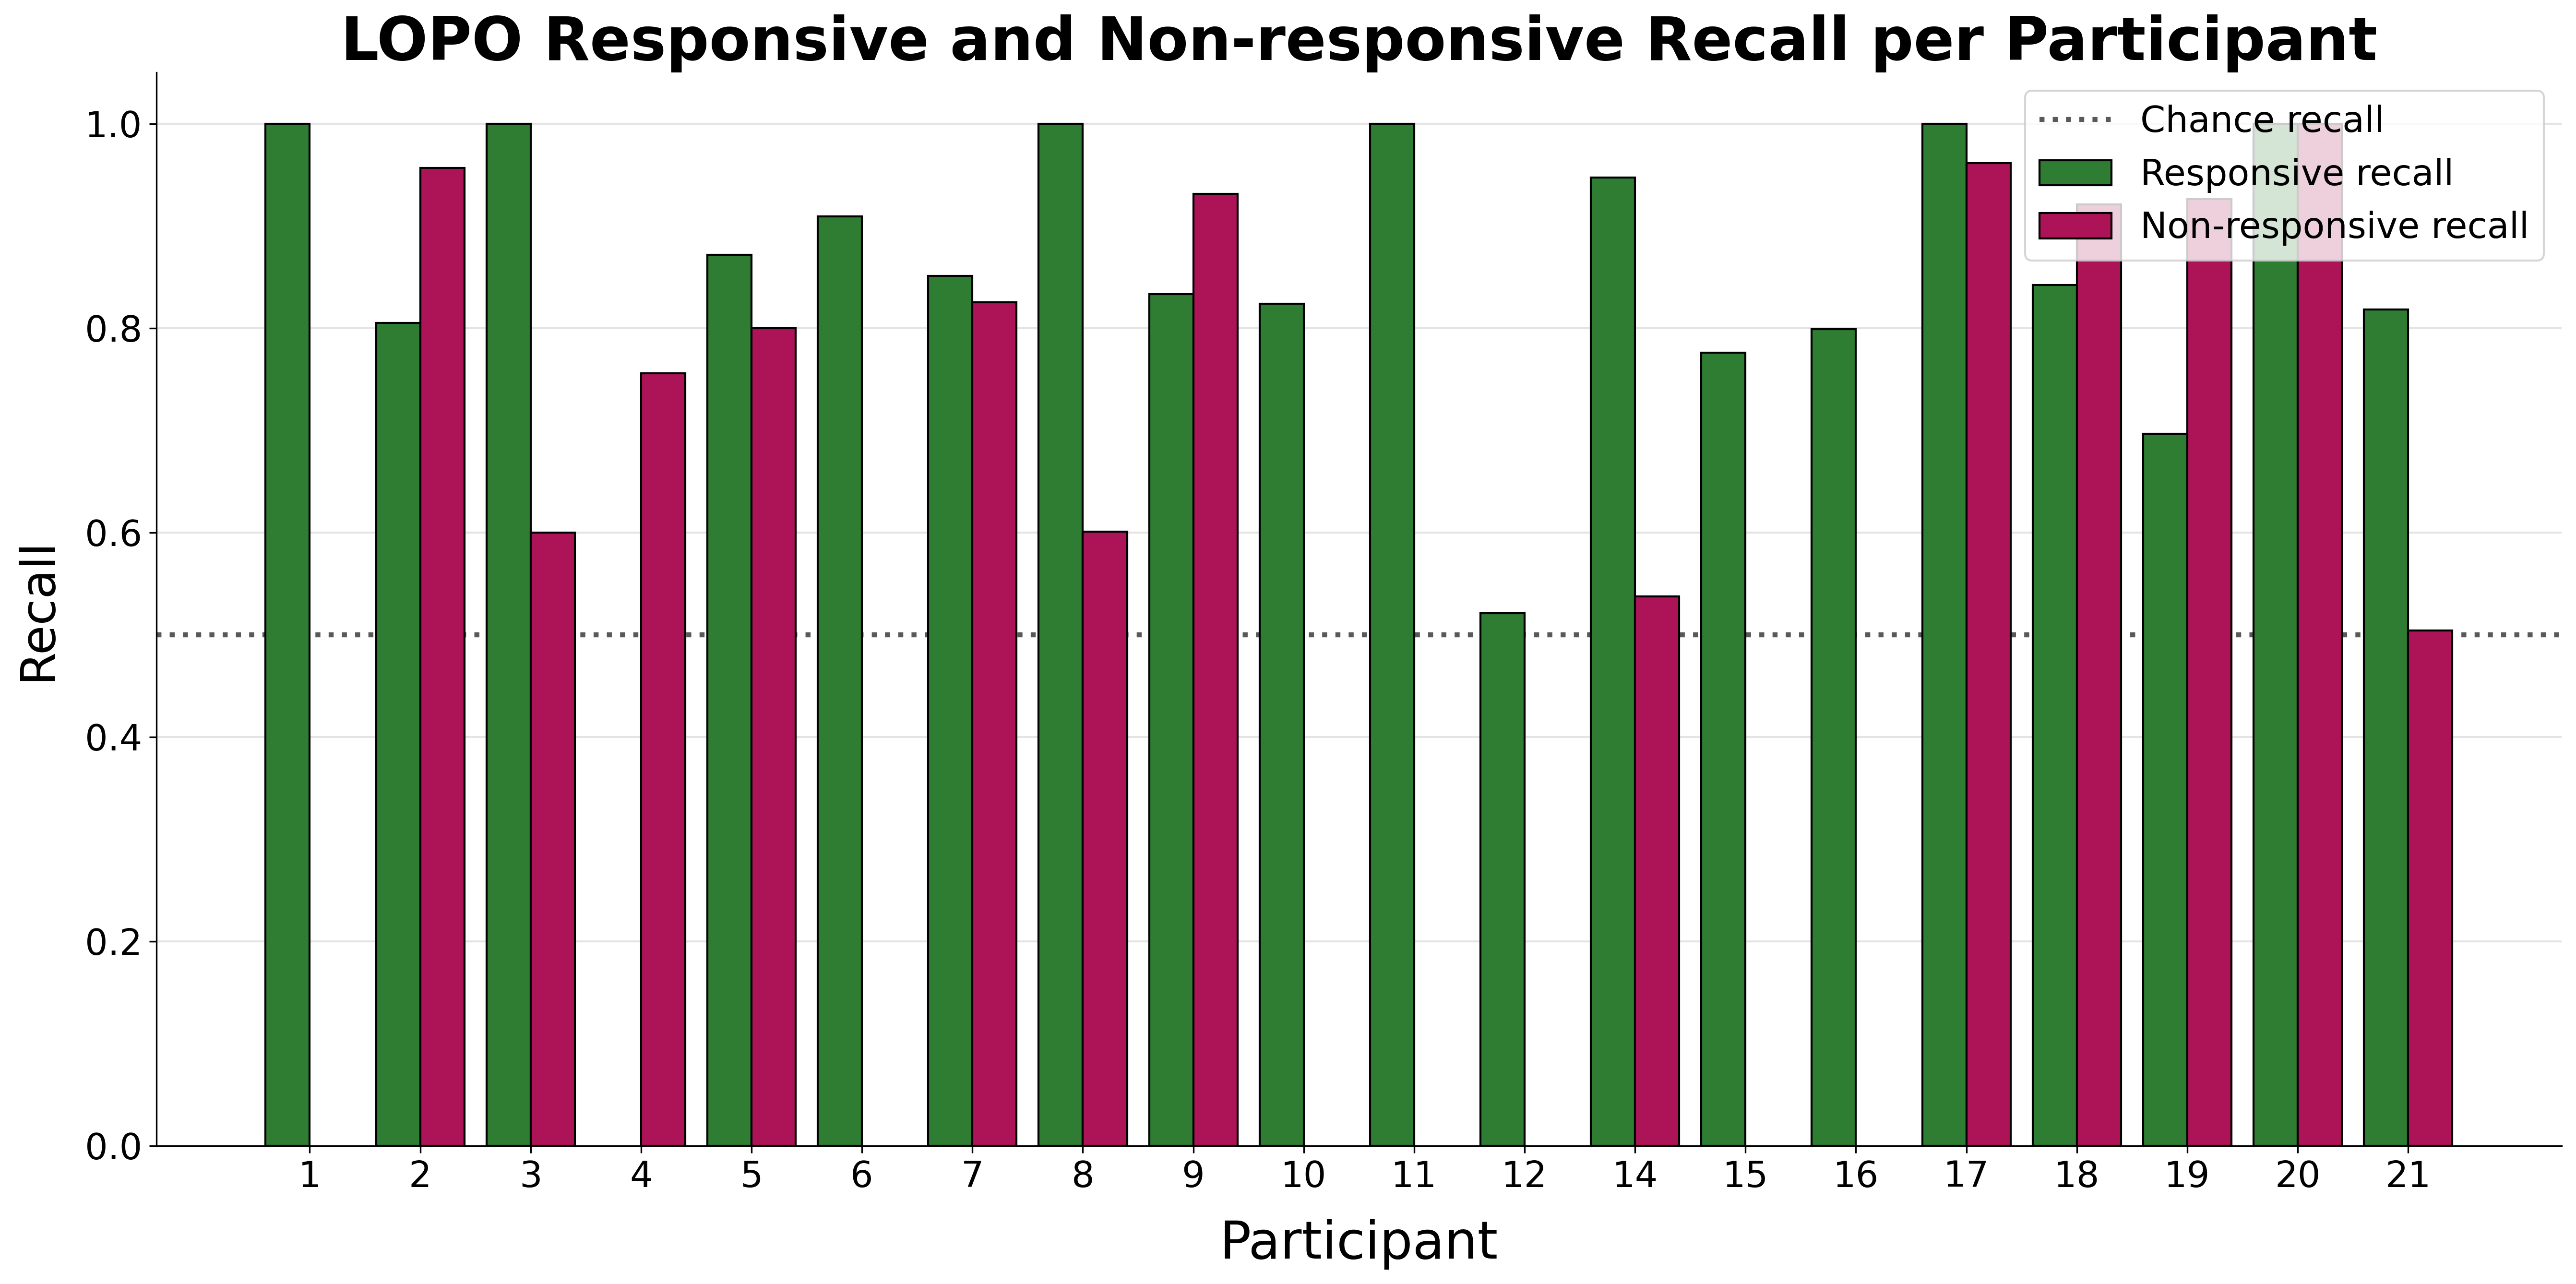 LOPO Responsive and Non-responsive Recall per Participant
Chance recall
Responsive recall
Non-responsive recall
1.0
0.8
0.6
0.4
0.2
0.0
Recall
1 2 3 4 5 6 7 8 9 10 11 12 14 15 16 17 18 19 20 21
Participant